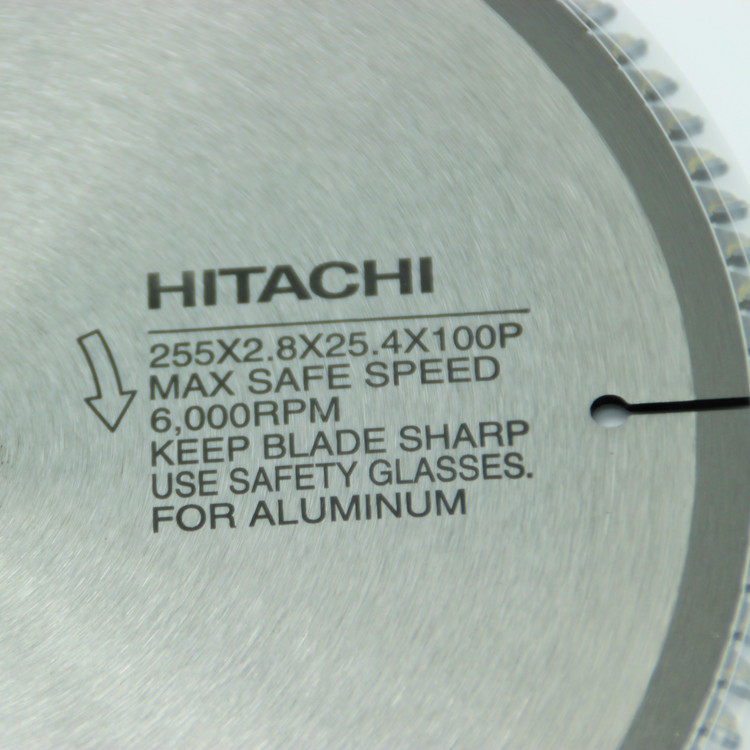 HITACHI
255X2.8X25.4X100P
MAX SAFE SPEED
6,000RPM
KEEP BLADE SHARP
USE SAFETY GLASSES.
FOR ALUMINUM